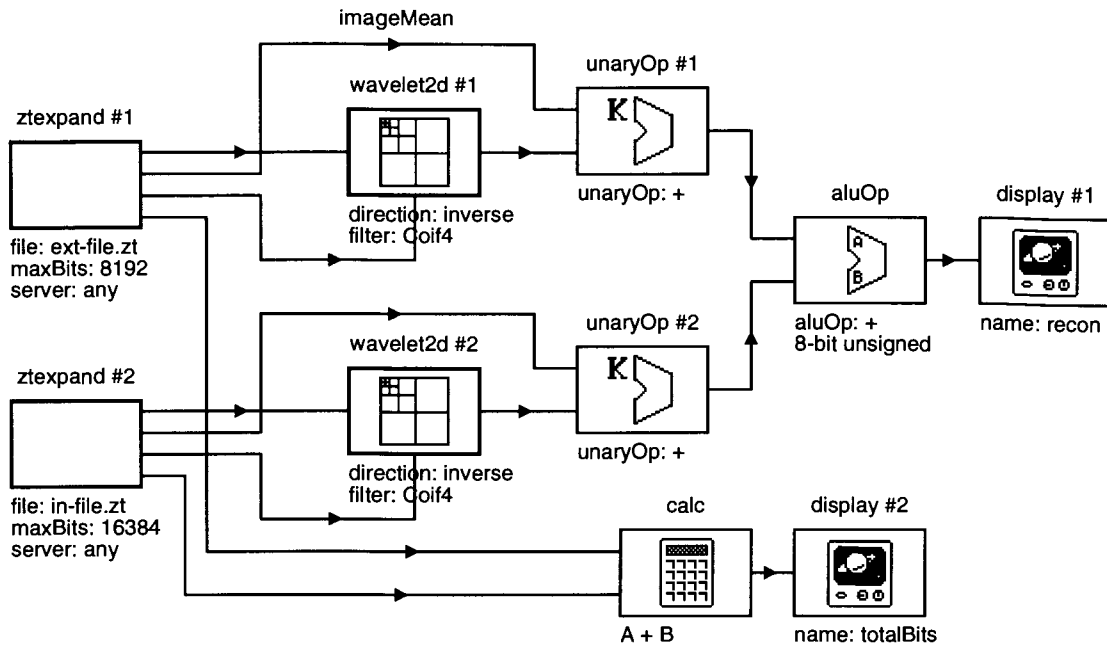 imageMean
unaryOp #1
wavelet2d #1
ztexpand #1
K
unaryOp: +
aluOp
display #1
direction: inverse
filter: Coif4
A
B
file: ext-file.zt
maxBits: 8192
server: any
aluOp: +
8-bit unsigned
name: recon
unaryOp #2
wavelet2d #2
ztexpand #2
K
unaryOp: +
direction: inverse
filter: Coif4
file: in-file.zt
maxBits: 16384
server: any
calc
display #2
A + B
name: totalBits